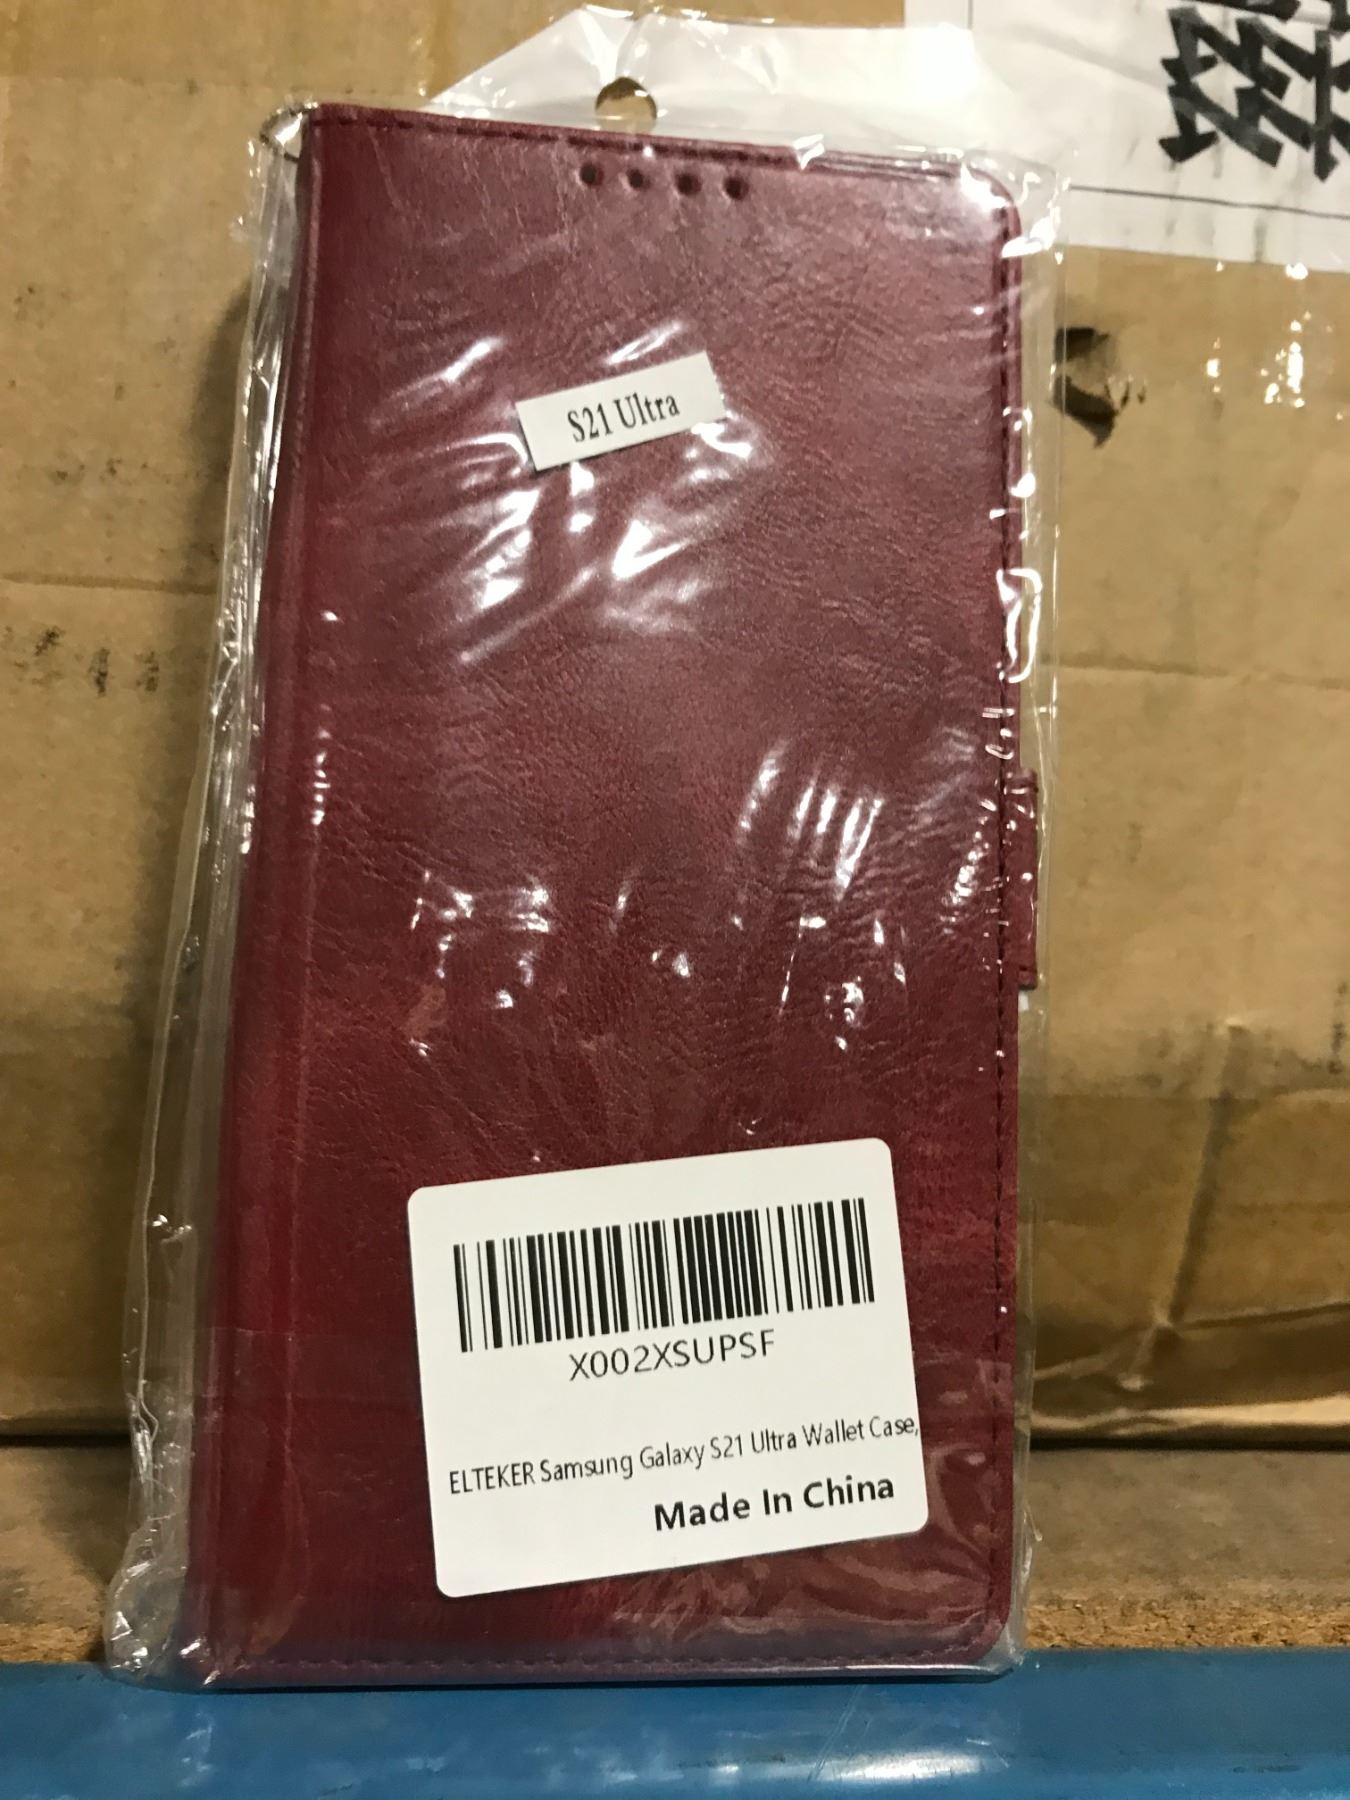 S21 Ultra
X002XSUPSF
ELTEKER Samsung Galaxy S21 Ultra Wallet Case,
Made In China